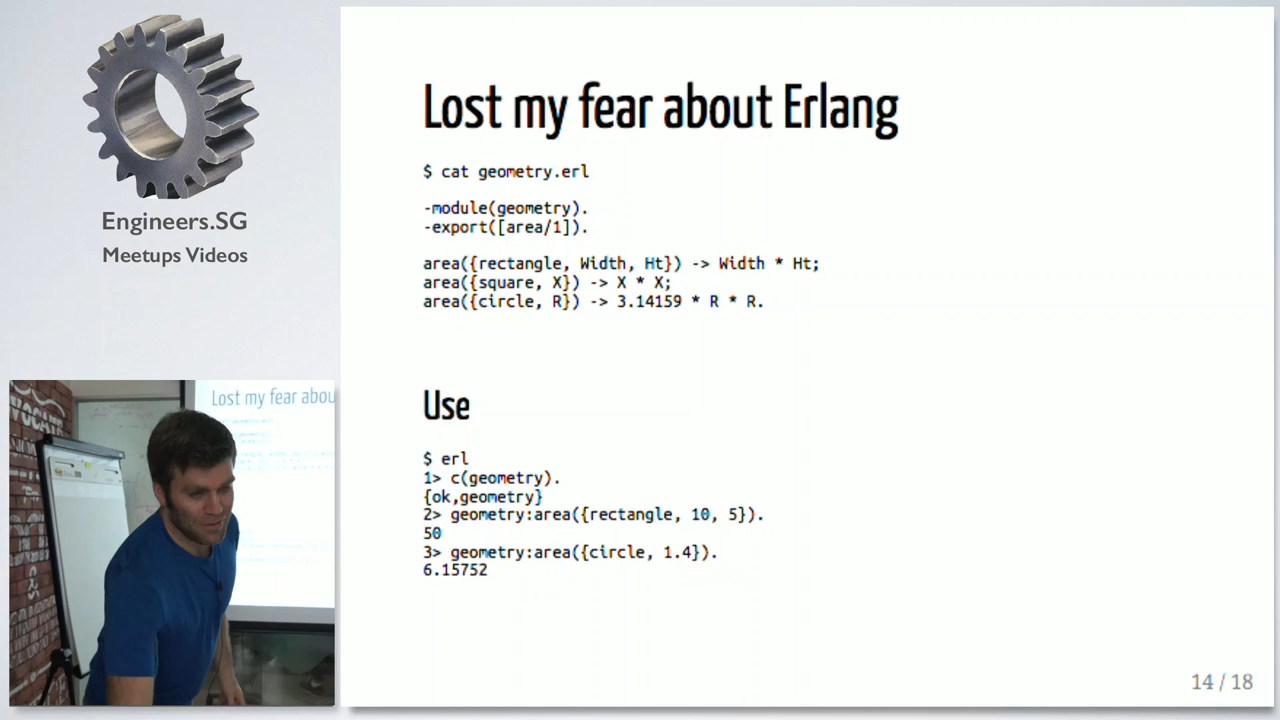 Engineers.SG
Meetups Videos
Lost my fear about Erlang
$ cat geometry.erl
-module(geometry).
-export([area/1]).
area({rectangle, Width, Ht}) -> Width * Ht;
area({square, X}) -> X * X;
area({circle, R}) -> 3.14159 * R * R.
Use
$ erl
1> c(geometry).
{ok,geometry}
2> geometry:area({rectangle, 10, 5}).
50
3> geometry:area({circle, 1.4}).
6.15752
14 / 18
Lost my fear abou